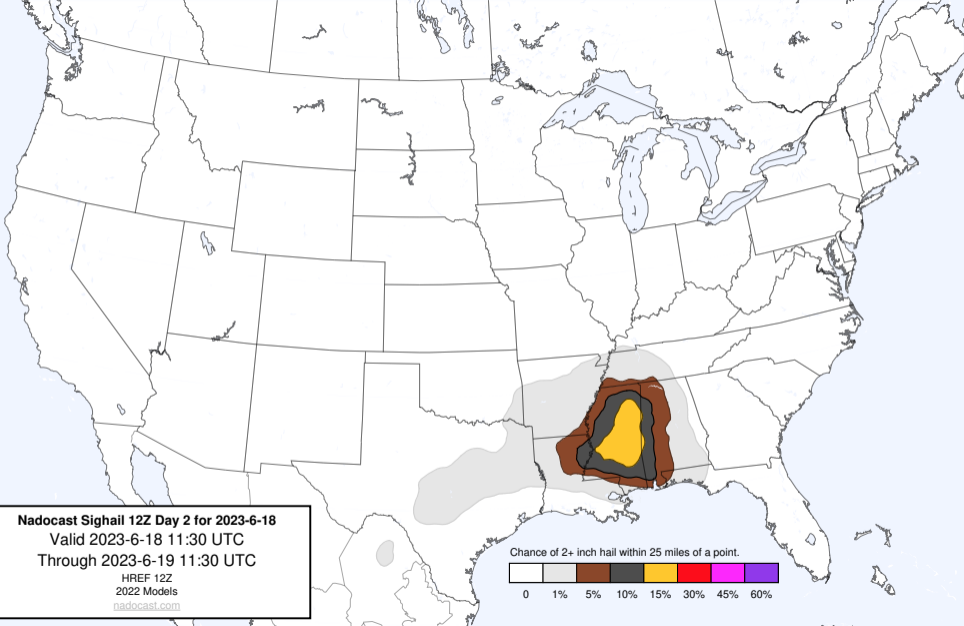 Nadocast Sighail 12Z Day 2 for 2023-6-18
Valid 2023-6-18 11:30 UTC
Through 2023-6-19 11:30 UTC
HREF 12Z
2022 Models
nadocast.com
Chance of 2+ inch hail within 25 miles of a point.
0 1% 5% 10% 15% 30% 45% 60%